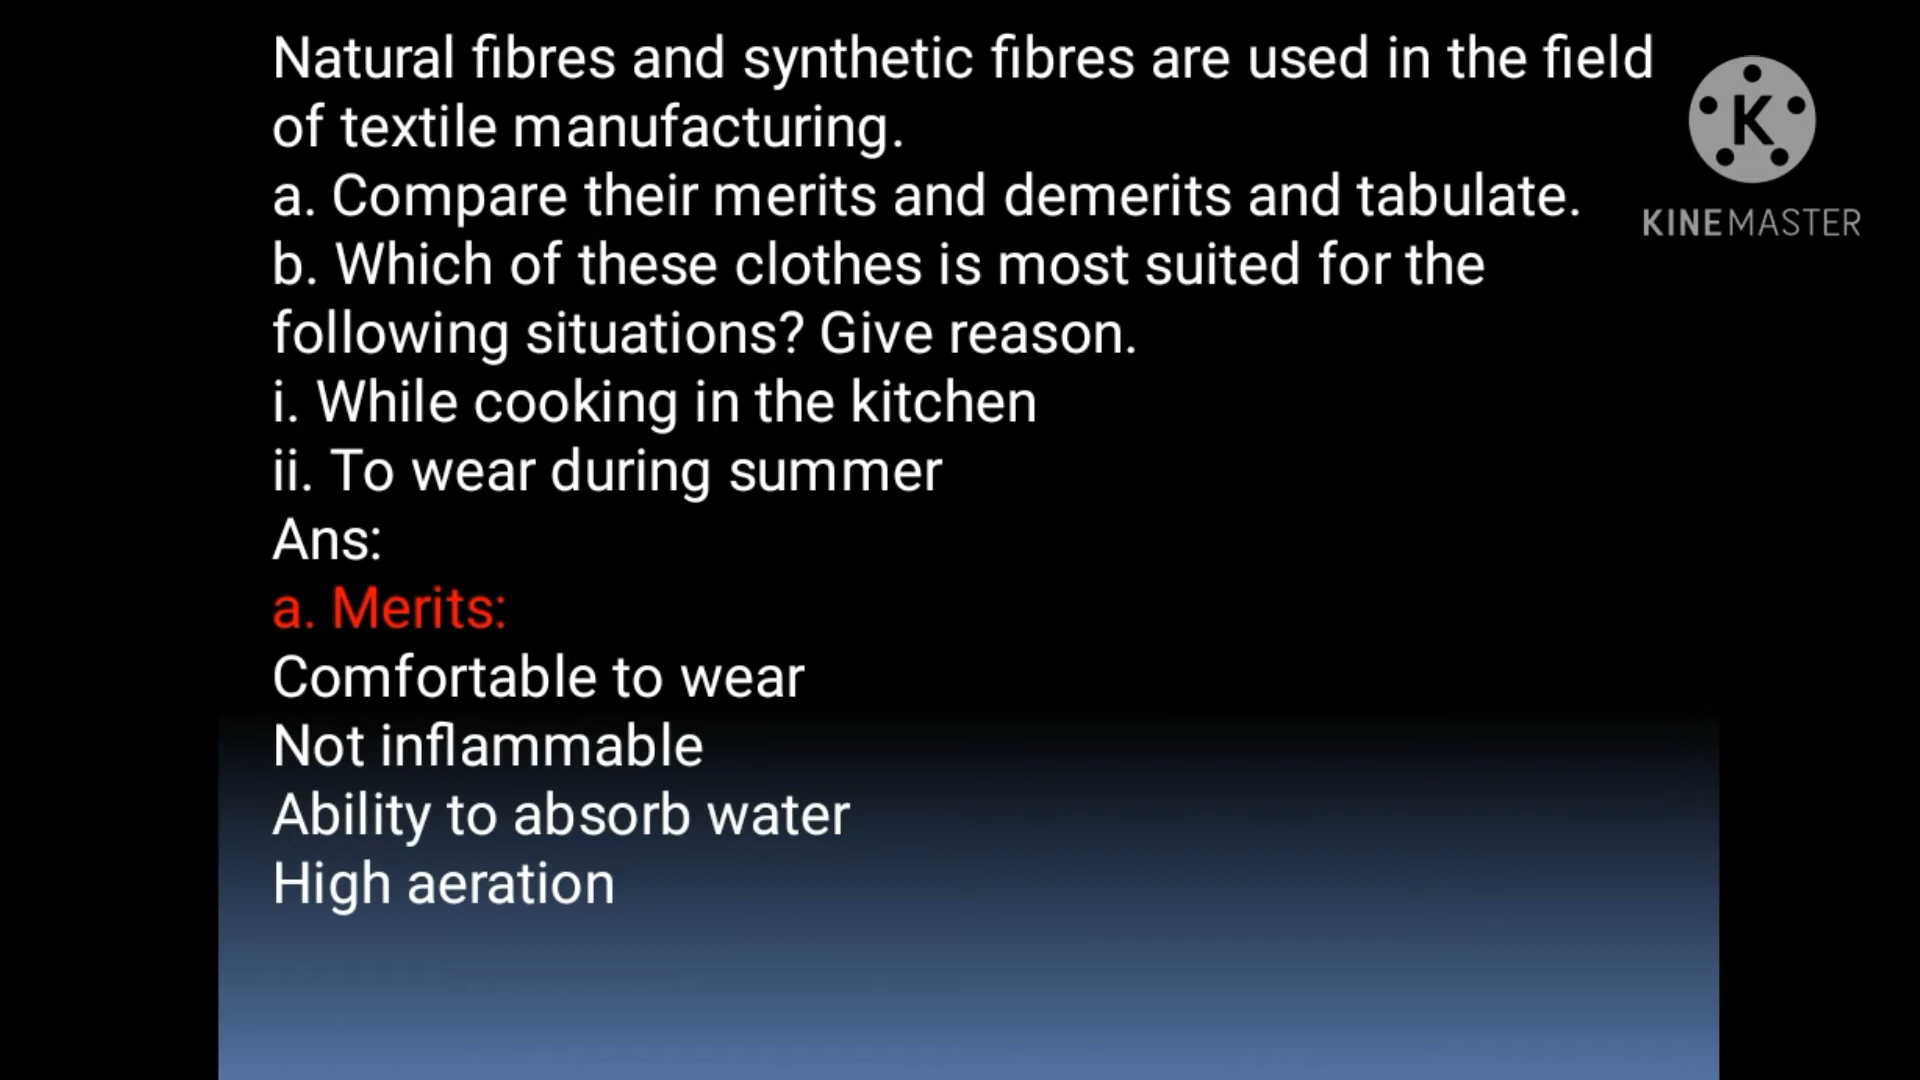 Natural fibres and synthetic fibres are used in the field
of textile manufacturing.
a. Compare their merits and demerits and tabulate.
b. Which of these clothes is most suited for the
following situations? Give reason.
i. While cooking in the kitchen
ii. To wear during summer
Ans:
a. Merits:
Comfortable to wear
Not inflammable
Ability to absorb water
High aeration
K
KINEMASTER